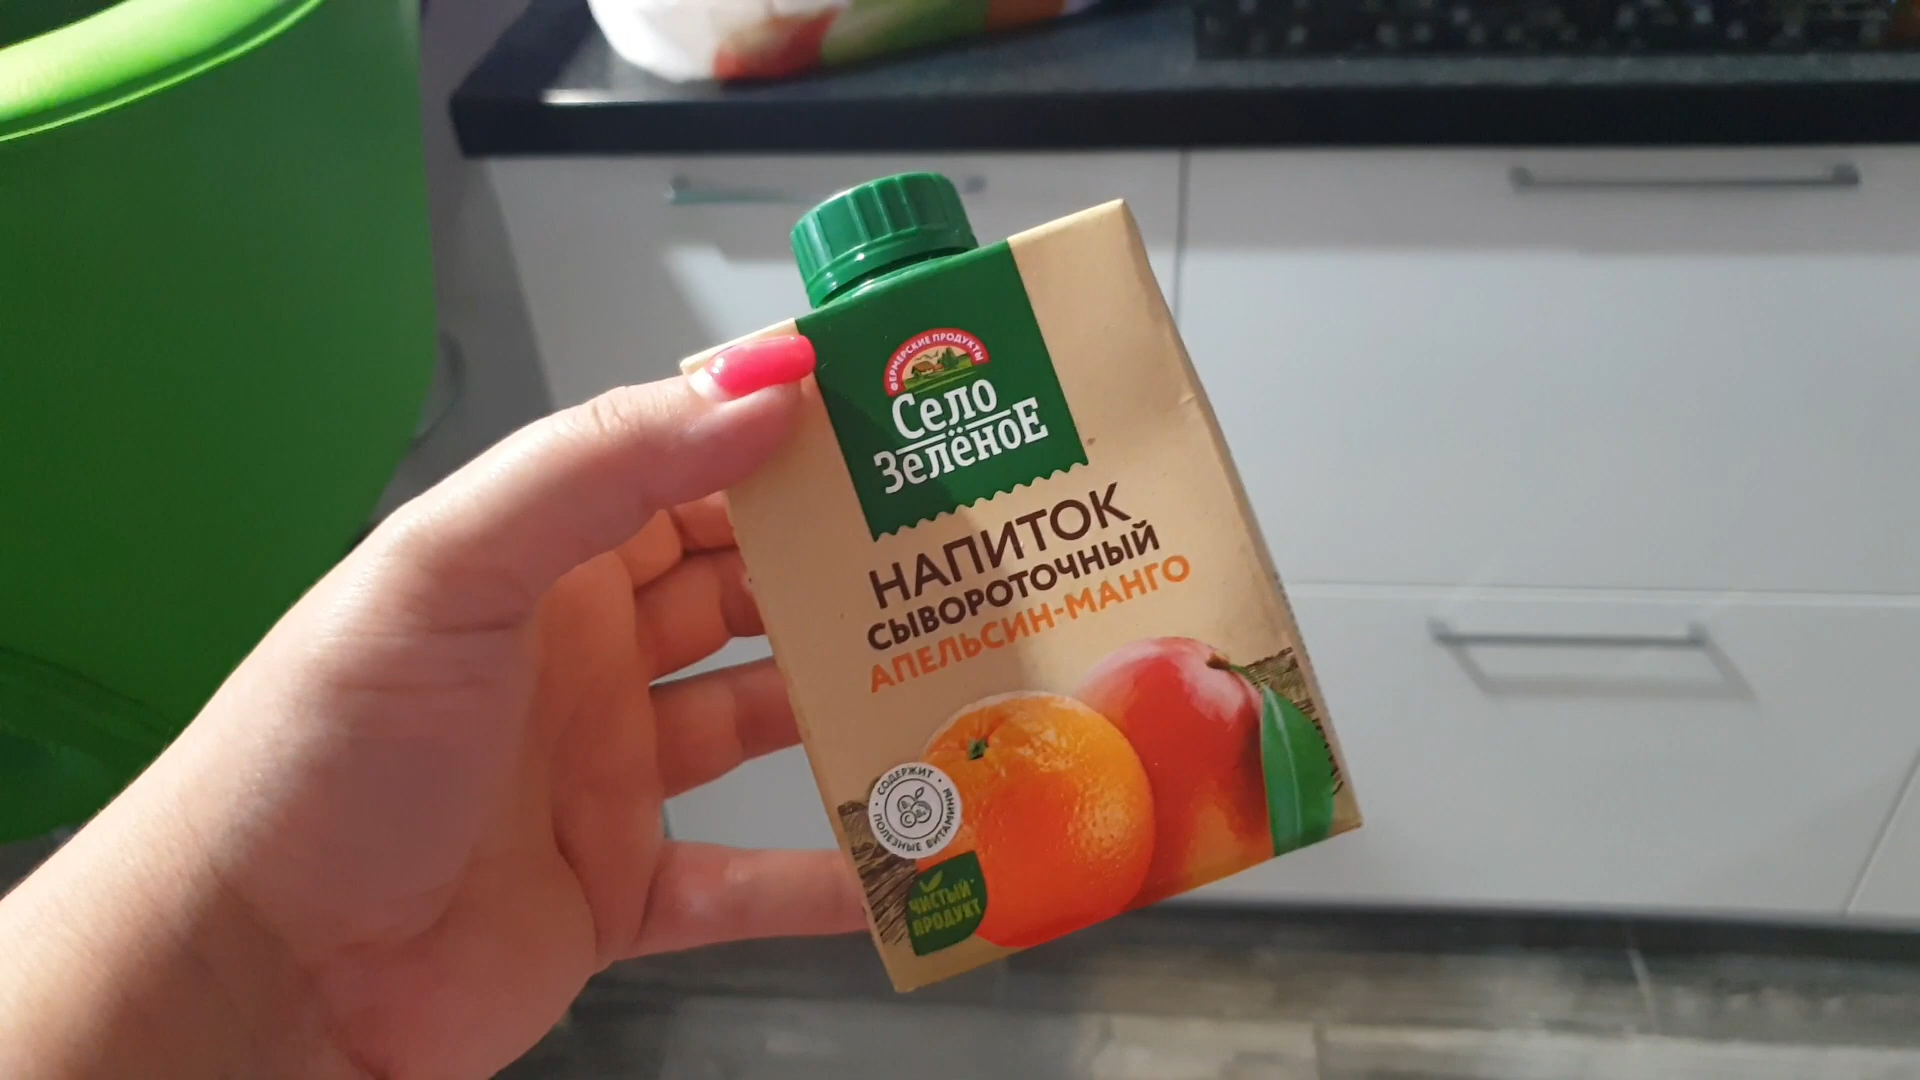 ФЕРМЕРСКИЕ ПРОДУКТЫ
Село
Зелёное
НАПИТОК
СЫВОРОТОЧНЫЙ
АПЕЛЬСИН-МАНГО
СОДЕРЖИТ
ПОЛЕЗНЫЕ ВИТАМИНЫ
ЧИСТЫЙ
ПРОДУКТ